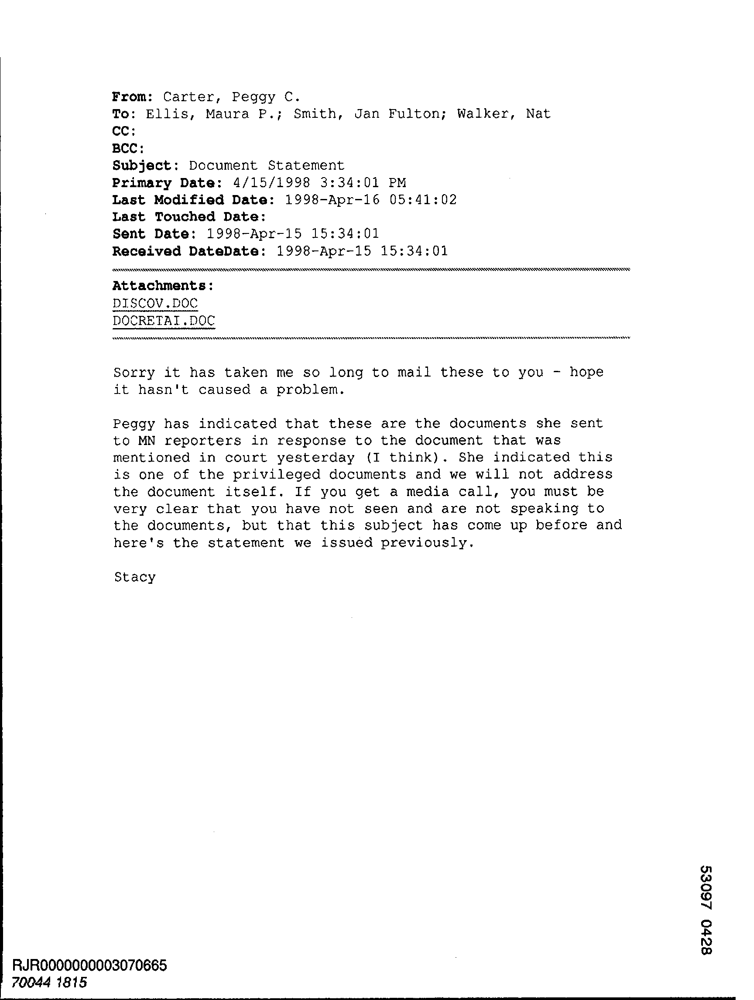 From: Carter, Peggy C.
To: Ellis, Maura P.; Smith, Jan Fulton; Walker, Nat
CC:
BCC:
Subject: Document Statement
Primary Date: 4/15/1998 3:34:01 PM
Last Modified Date: 1998-Apr-16 05:41:02
Last Touched Date:
Sent Date: 1998-Apr-15 15:34:01
Received DateDate: 1998-Apr-15 15:34:01
Attachments:
DISCOV.DOC
DOCRETAI.DOC
Sorry it has taken me so long to mail these to you - hope
it hasn't caused a problem.
Peggy has indicated that these are the documents she sent
to MN reporters in response to the document that was
mentioned in court yesterday (I think). She indicated this
is one of the privileged documents and we will not address
the document itself. If you get a media call, you must be
very clear that you have not seen and are not speaking to
the documents, but that this subject has come up before and
here's the statement we issued previously.
Stacy
53097 0428
RJR0000000003070665
70044 1815